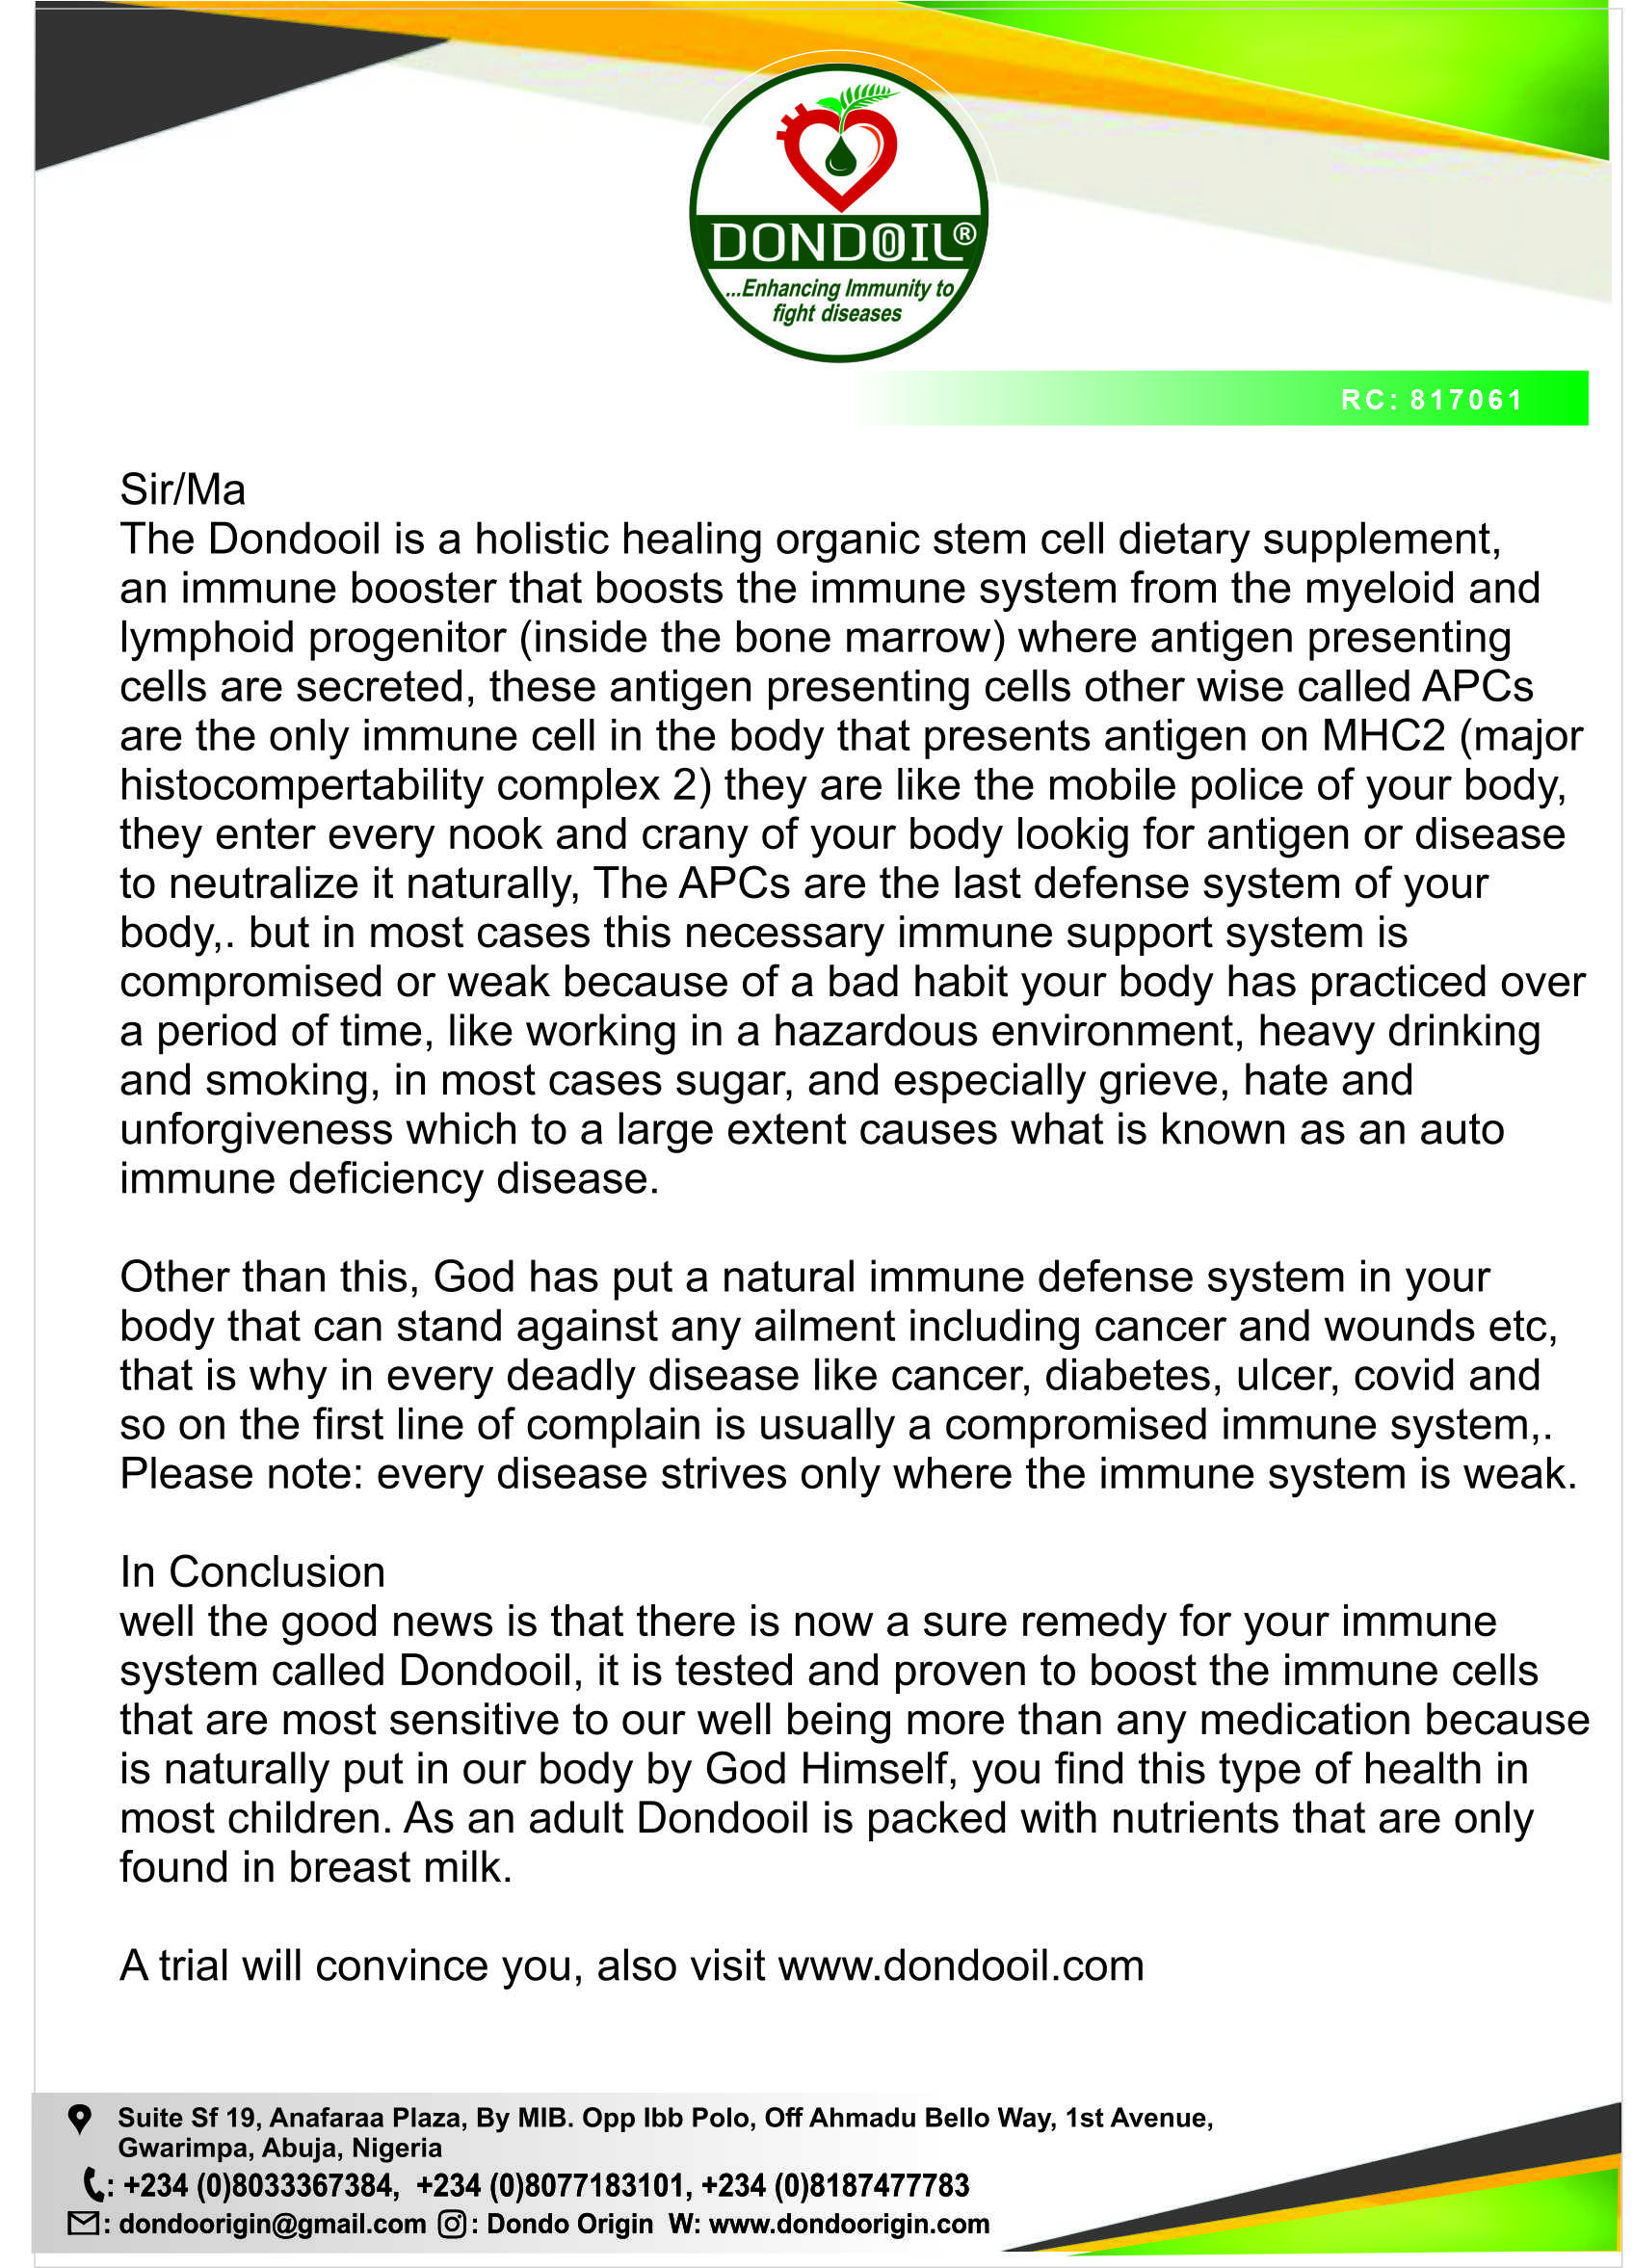 DONDOOIL®
...Enhancing Immunity to
fight diseases
RC: 817061
Sir/Ma
The Dondooil is a holistic healing organic stem cell dietary supplement,
an immune booster that boosts the immune system from the myeloid and
lymphoid progenitor (inside the bone marrow) where antigen presenting
cells are secreted, these antigen presenting cells other wise called APCs
are the only immune cell in the body that presents antigen on MHC2 (major
histocompertability complex 2) they are like the mobile police of your body,
they enter every nook and crany of your body lookig for antigen or disease
to neutralize it naturally, The APCs are the last defense system of your
body,. but in most cases this necessary immune support system is
compromised or weak because of a bad habit your body has practiced over
a period of time, like working in a hazardous environment, heavy drinking
and smoking, in most cases sugar, and especially grieve, hate and
unforgiveness which to a large extent causes what is known as an auto
immune deficiency disease.
Other than this, God has put a natural immune defense system in your
body that can stand against any ailment including cancer and wounds etc,
that is why in every deadly disease like cancer, diabetes, ulcer, covid and
so on the first line of complain is usually a compromised immune system,.
Please note: every disease strives only where the immune system is weak.
In Conclusion
well the good news is that there is now a sure remedy for your immune
system called Dondooil, it is tested and proven to boost the immune cells
that are most sensitive to our well being more than any medication because
is naturally put in our body by God Himself, you find this type of health in
most children. As an adult Dondooil is packed with nutrients that are only
found in breast milk.
A trial will convince you, also visit www.dondooil.com
Suite Sf 19, Anafaraa Plaza, By MIB. Opp Ibb Polo, Off Ahmadu Bello Way, 1st Avenue,
Gwarimpa, Abuja, Nigeria
: +234 (0)8033367384, +234 (0)8077183101, +234 (0)8187477783
: dondoorigin@gmail.com : Dondo Origin W: www.dondoorigin.com